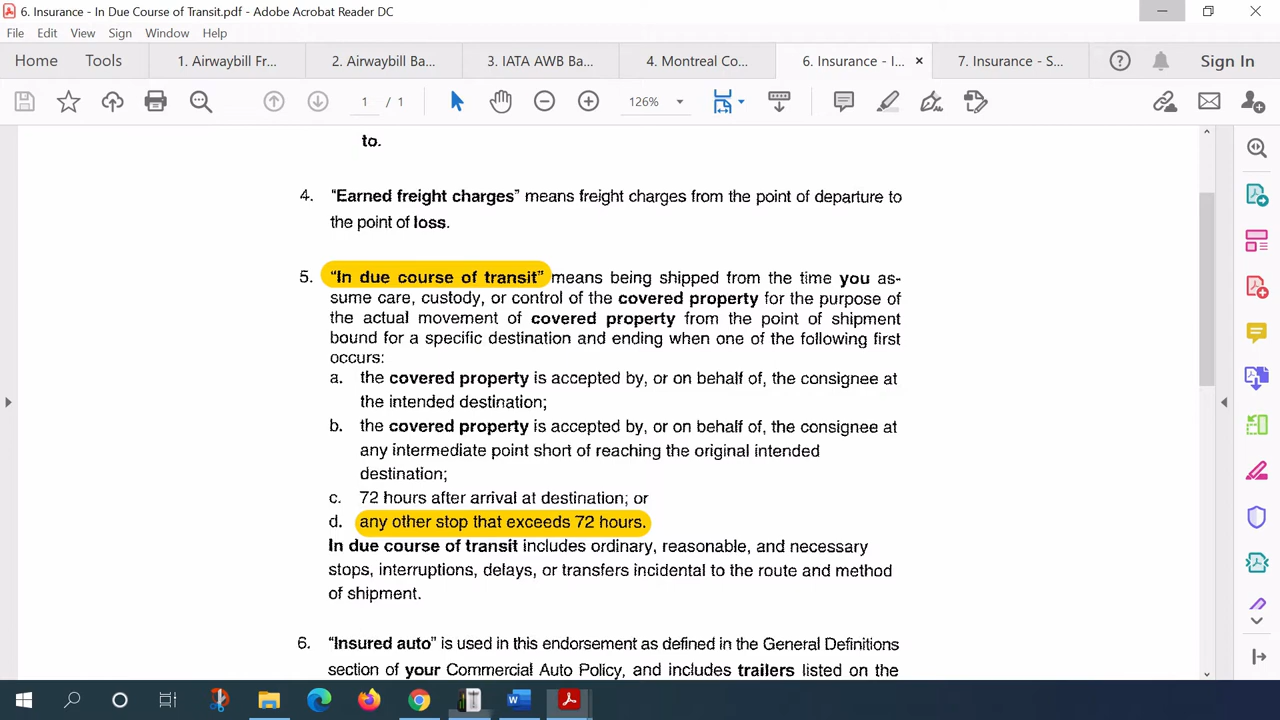 6. Insurance - In Due Course of Transit.pdf - Adobe Acrobat Reader DC
File Edit View Sign Window Help
Home Tools 1. Airwaybill Fr... 2. Airwaybill Ba... 3. IATA AWB Ba... 4. Montreal Co... 6. Insurance - I... × 7. Insurance - S... Sign In
1 / 1 126%
to.
4. “Earned freight charges” means freight charges from the point of departure to
the point of loss.
5. “In due course of transit” means being shipped from the time you as-
sume care, custody, or control of the covered property for the purpose of
the actual movement of covered property from the point of shipment
bound for a specific destination and ending when one of the following first
occurs:
a. the covered property is accepted by, or on behalf of, the consignee at
the intended destination;
b. the covered property is accepted by, or on behalf of, the consignee at
any intermediate point short of reaching the original intended
destination;
c. 72 hours after arrival at destination; or
d. any other stop that exceeds 72 hours.
In due course of transit includes ordinary, reasonable, and necessary
stops, interruptions, delays, or transfers incidental to the route and method
of shipment.
6. “Insured auto” is used in this endorsement as defined in the General Definitions
section of your Commercial Auto Policy, and includes trailers listed on the